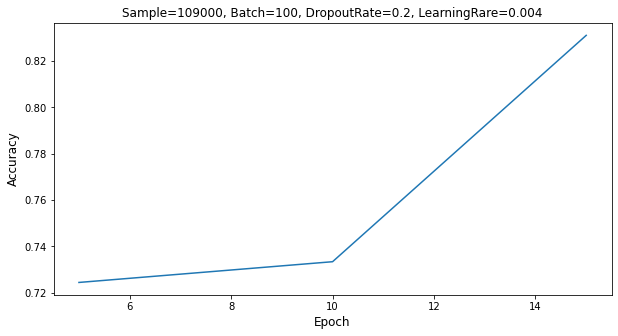 Sample=109000, Batch=100, DropoutRate=0.2, LearningRare=0.004
0.82
0.80
0.78
0.76
0.74
0.72
Accuracy
6 8 10 12 14
Epoch